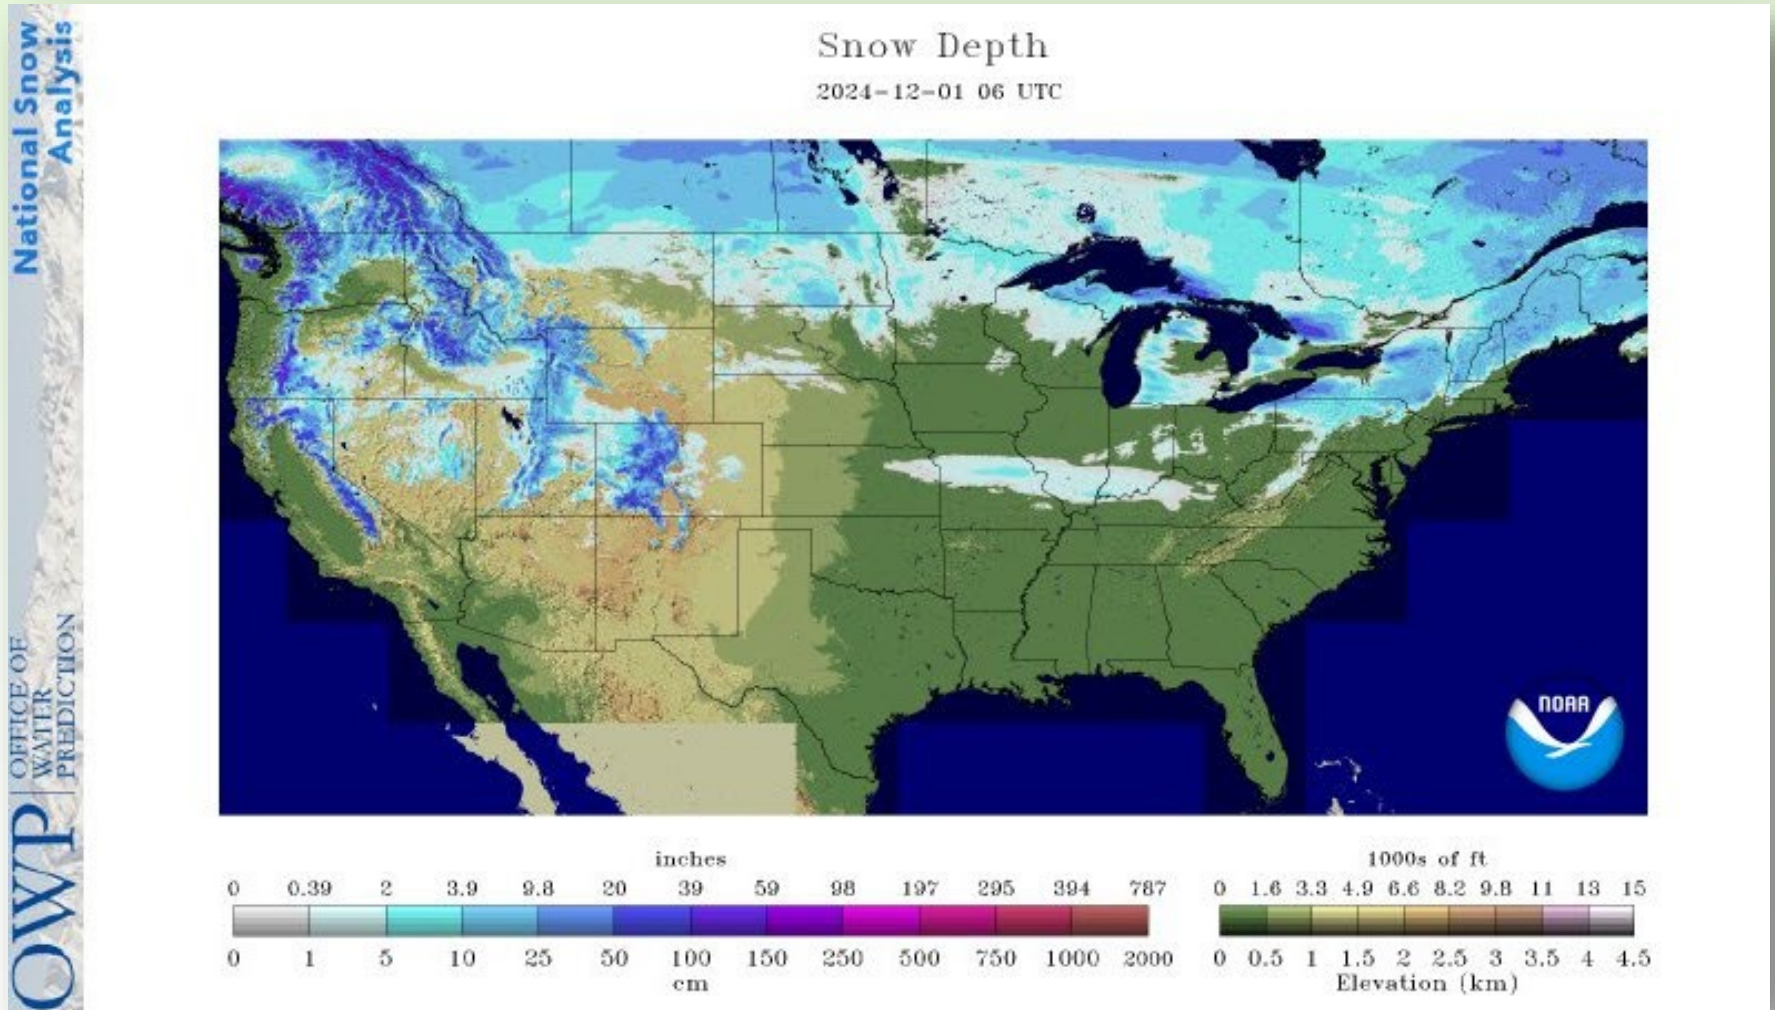 National Snow
Analysis
OWP
OFFICE OF
WATER
PREDICTION
Snow Depth
2024-12-01 06 UTC
NOAA
inches
0 0.39 2 3.9 9.8 20 39 59 98 197 295 394 787
0 1 5 10 25 50 100 150 250 500 750 1000 2000
cm
1000s of ft
0 1.6 3.3 4.9 6.6 8.2 9.8 11 13 15
0 0.5 1 1.5 2 2.5 3 3.5 4 4.5
Elevation (km)